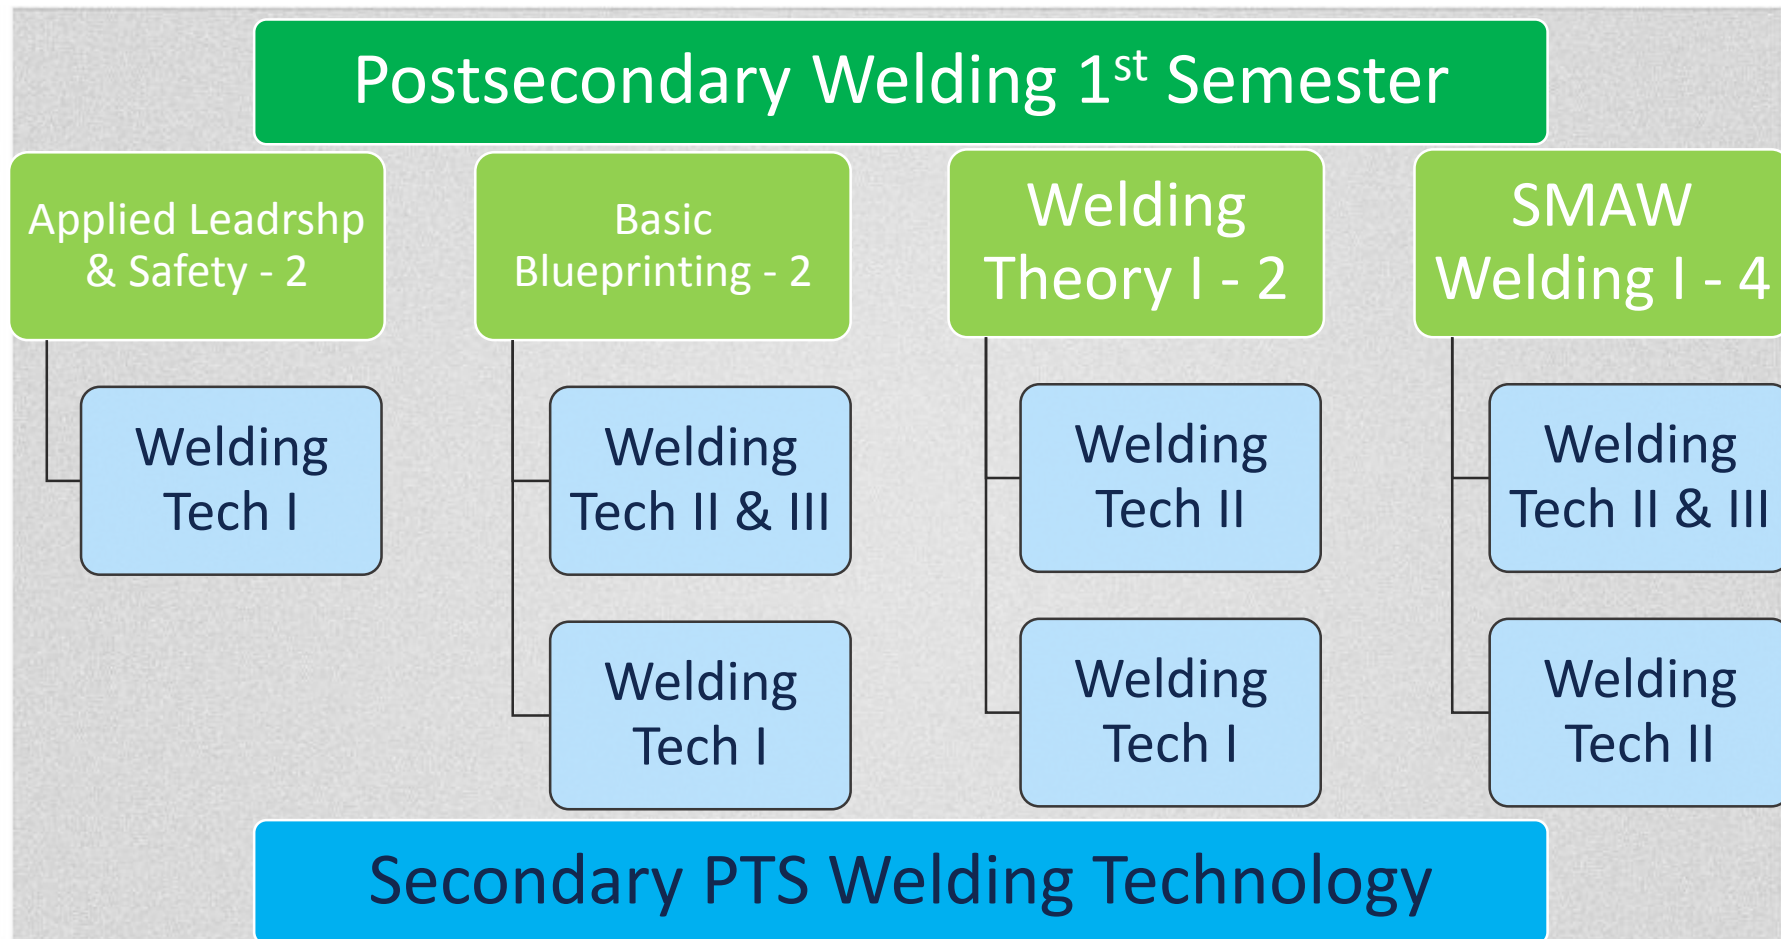 Postsecondary Welding 1st Semester
Applied Leadrshp
& Safety - 2
Basic
Blueprinting - 2
Welding
Theory I - 2
SMAW
Welding I - 4
Welding
Tech I
Welding
Tech II & III
Welding
Tech II
Welding
Tech II & III
Welding
Tech I
Welding
Tech I
Welding
Tech II
Secondary PTS Welding Technology